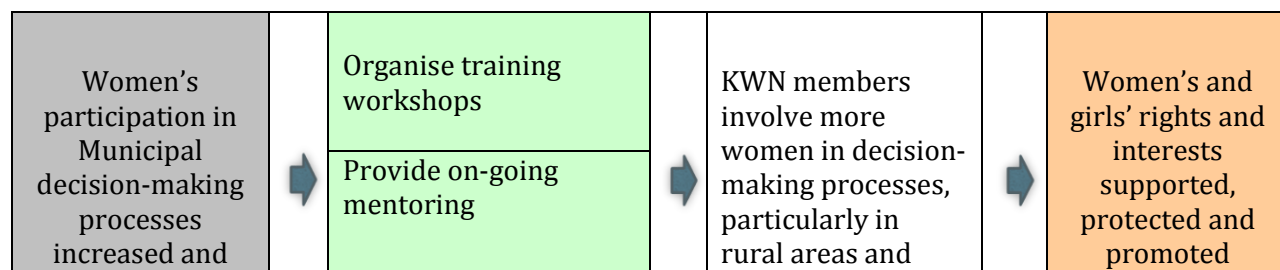 Women’s
participation in
Municipal
decision-making
processes
increased and
Organise training
workshops
Provide on-going
mentoring
KWN members
involve more
women in decision-
making processes,
particularly in
rural areas and
Women’s and
girls’ rights and
interests
supported,
protected and
promoted